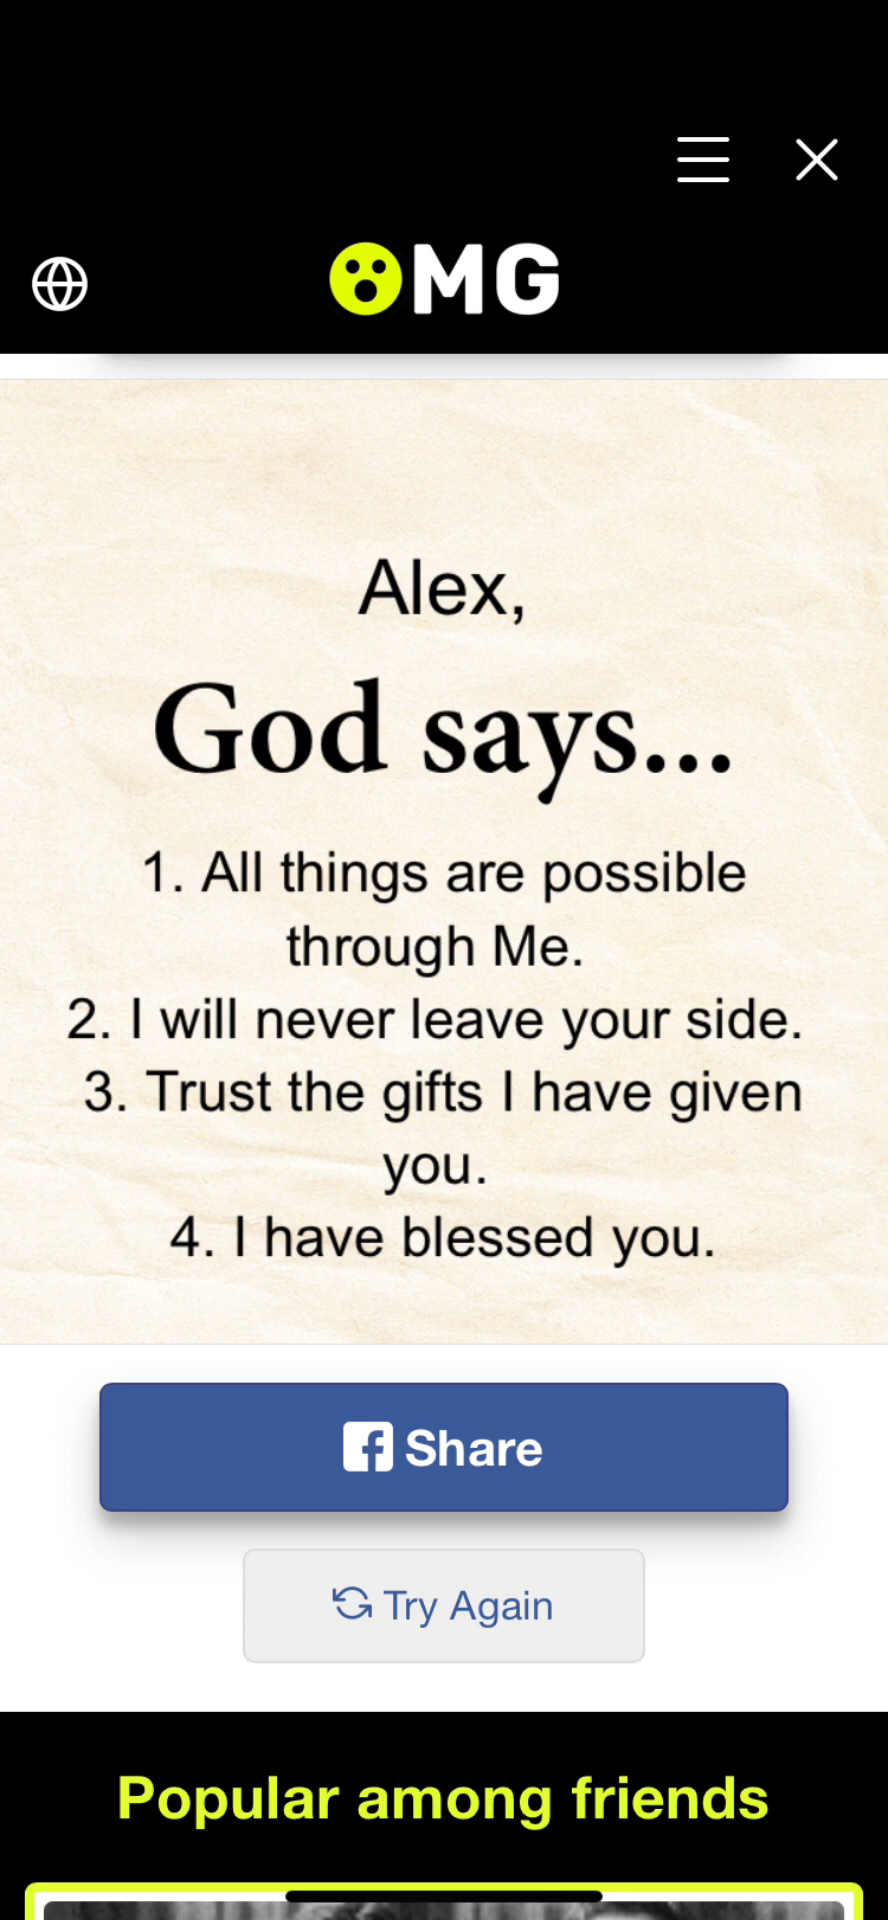 MG
Alex,
God says...
1. All things are possible
through Me.
2. I will never leave your side.
3. Trust the gifts I have given
you.
4. I have blessed you.
Share
Try Again
Popular among friends